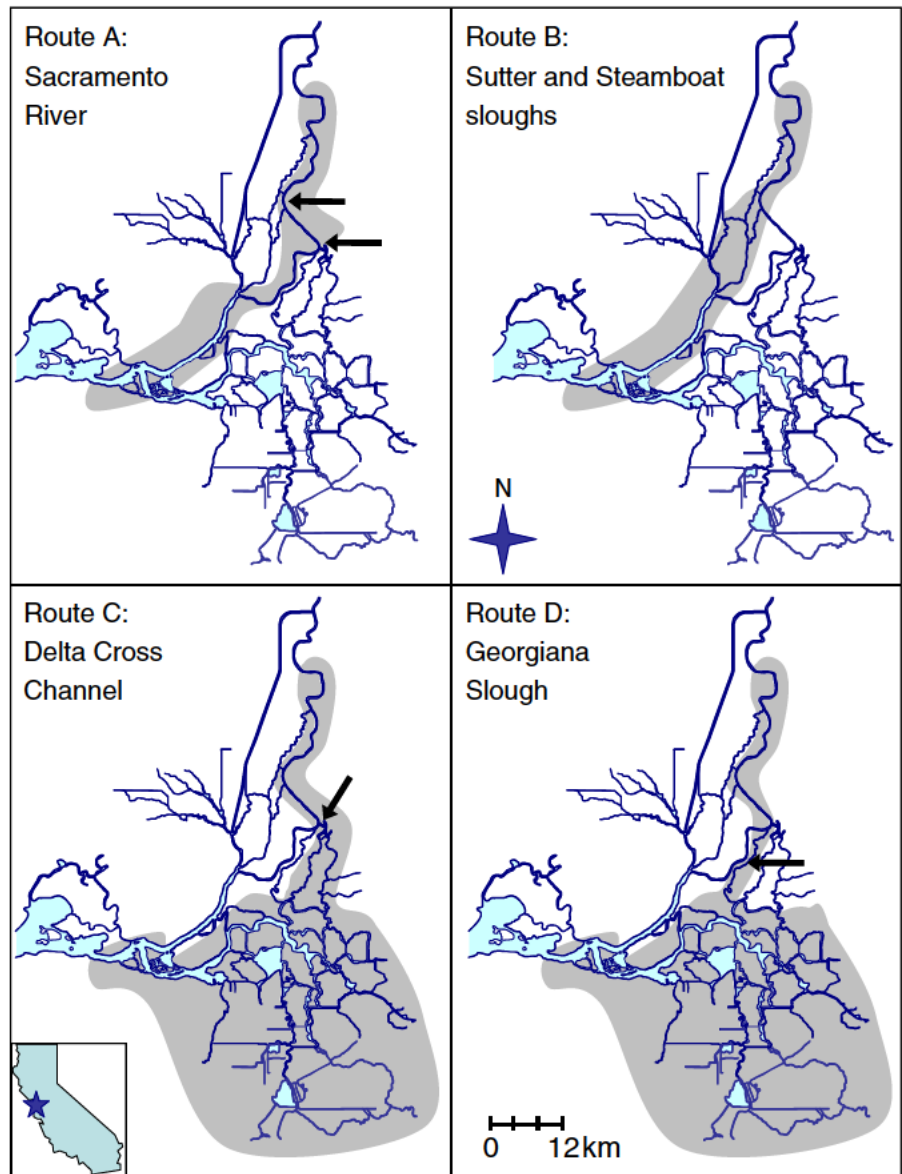 Route A:
Sacramento
River
Route B:
Sutter and Steamboat
sloughs
N
Route C:
Delta Cross
Channel
Route D:
Georgiana
Slough
0 12km